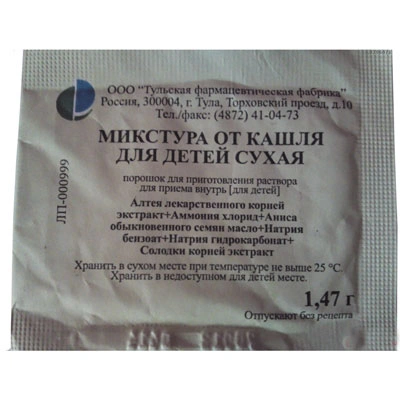 ООО "Тульская фармацевтическая фабрика"
Россия, 300004, г. Тула, Торховский проезд, д.10
Тел./факс: (4872) 41-04-73
МИКСТУРА ОТ КАШЛЯ
ДЛЯ ДЕТЕЙ СУХАЯ
порошок для приготовления раствора
для приема внутрь [для детей]
Алтея лекарственного корней
экстракт+Аммония хлорид+Аниса
обыкновенного семян масло+Натрия
бензоат+Натрия гидрокарбонат+
Солодки корней экстракт
Хранить в сухом месте при температуре не выше 25 °С.
Хранить в недоступном для детей месте.
1,47 г
Отпускают без рецепта
ЛП-000999